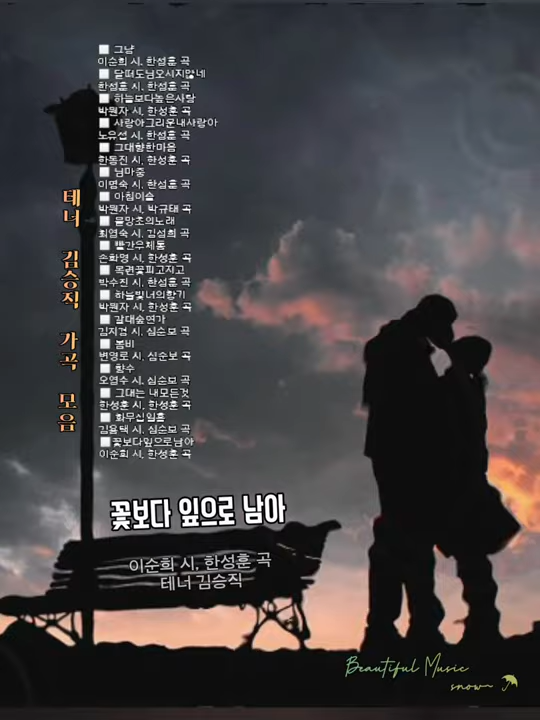 그냥
이순희 시, 한성훈 곡
달떠도님오시지않네
한성훈 시, 한성훈 곡
하늘보다높은사랑
박원자 시, 한성훈 곡
사랑아그리운내사랑아
노유섭 시, 한성훈 곡
그대향한마음
한동진 시, 한성훈 곡
님마중
이명숙 시, 한성훈 곡
아침이슬
박원자 시, 박규태 곡
물망초의노래
최영숙 시, 김성희 곡
빨간우체통
손화영 시, 한성훈 곡
목련꽃피고지고
박수진 시, 한성훈 곡
하늘빛너의향기
박원자 시, 한성훈 곡
갈대숲연가
김지겸 시, 심순보 곡
봄비
변영로 시, 심순보 곡
향수
오영수 시, 심순보 곡
그대는 내모든것
한성훈 시, 한성훈 곡
화무십일홍
김용택 시, 심순보 곡
꽃보다잎으로남아
이순희 시, 한성훈 곡
테너 김승직 가곡 모음
꽃보다 잎으로 남아
이순희 시, 한성훈 곡
테너 김승직
Beautiful Music
snow